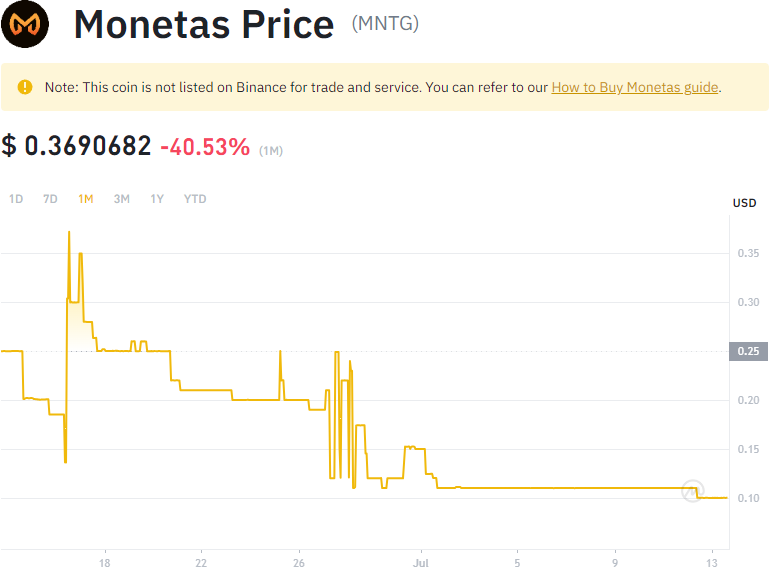 Monetas Price (MNTG)
Note: This coin is not listed on Binance for trade and service. You can refer to our How to Buy Monetas guide.
$ 0.3690682 -40.53% (1M)
1D 7D 1M 3M 1Y YTD
USD
0.35
0.30
0.25
0.20
0.15
0.10
18 22 26 Jul 5 9 13